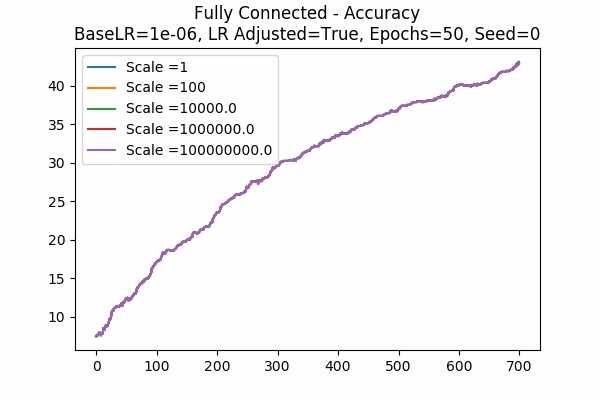 Fully Connected - Accuracy
BaseLR=1e-06, LR Adjusted=True, Epochs=50, Seed=0
Scale =1
Scale =100
Scale =10000.0
Scale =1000000.0
Scale =100000000.0
40
35
30
25
20
15
10
0 100 200 300 400 500 600 700